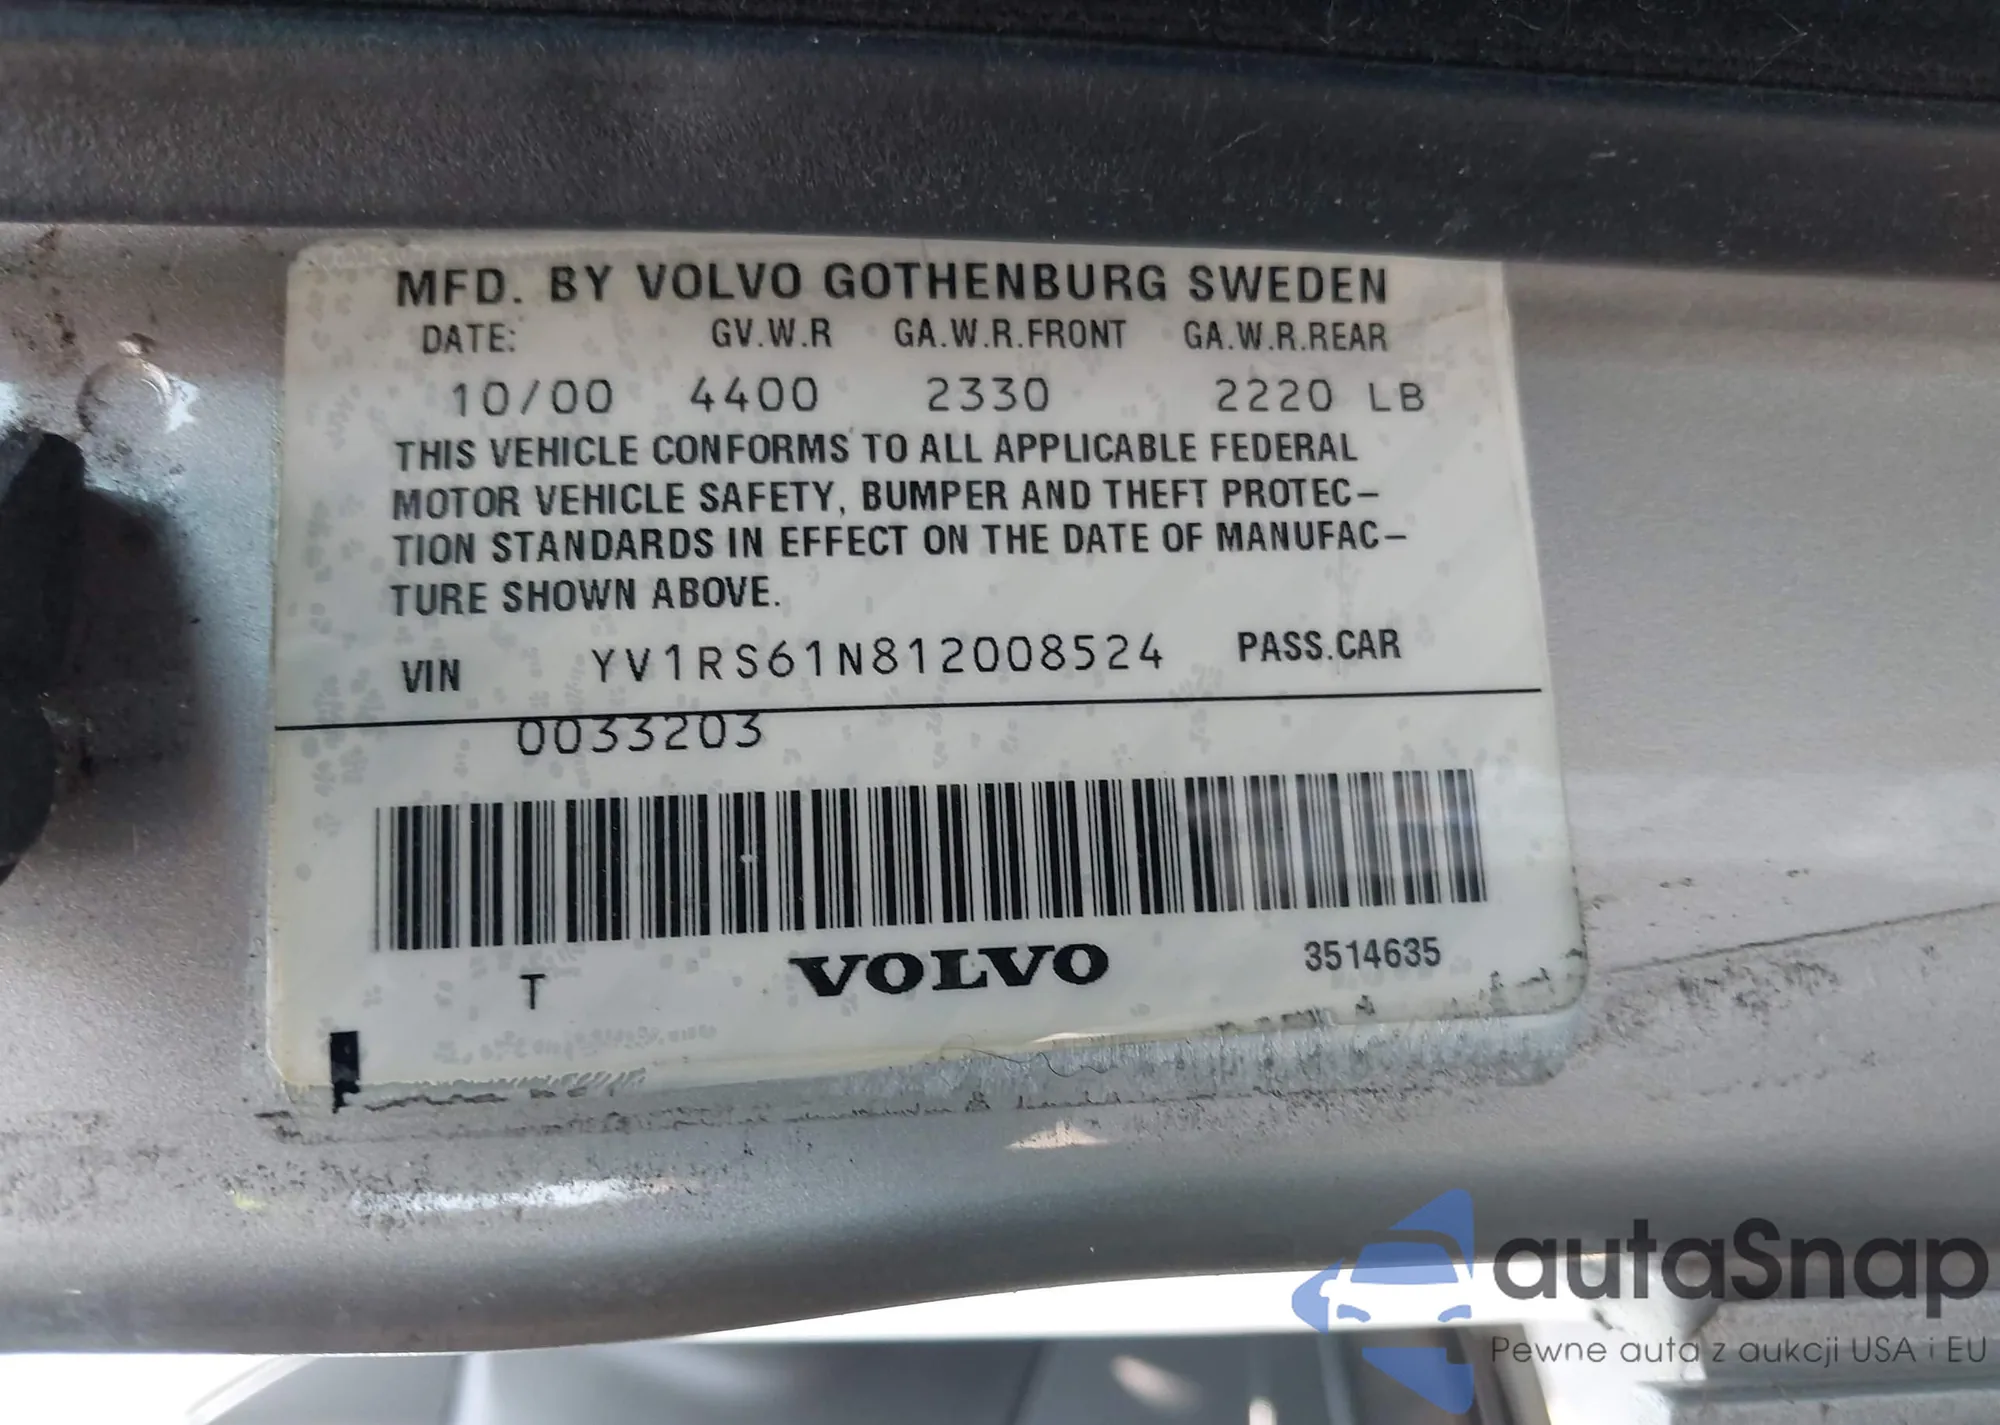 MFD. BY VOLVO GOTHENBURG SWEDEN
DATE: GV.W.R GA.W.R.FRONT GA.W.R.REAR
10/00 4400 2330 2220 LB
THIS VEHICLE CONFORMS TO ALL APPLICABLE FEDERAL
MOTOR VEHICLE SAFETY, BUMPER AND THEFT PROTEC-
TION STANDARDS IN EFFECT ON THE DATE OF MANUFAC-
TURE SHOWN ABOVE.
VIN YV1RS61N812008524 PASS.CAR
0033203
T VOLVO 3514635
autaSnap
Pewne auta z aukcji USA i EU